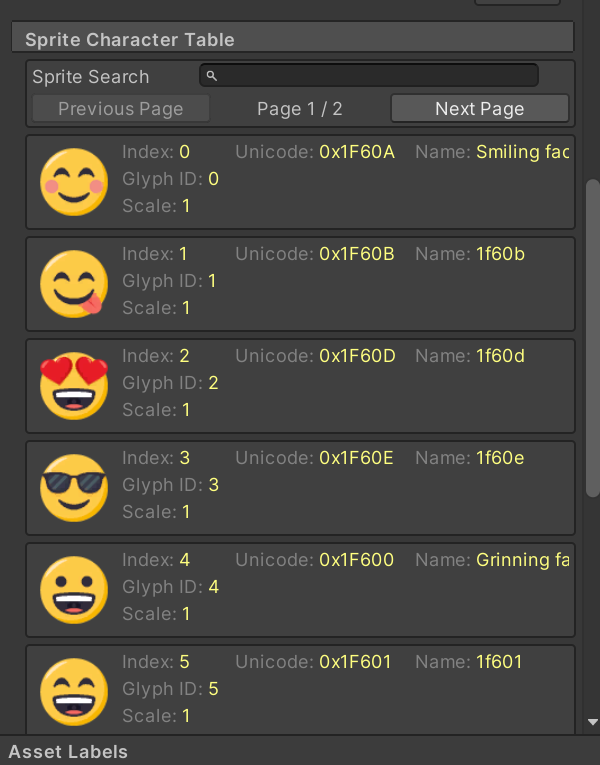 Sprite Character Table
Sprite Search
Previous Page Page 1 / 2 Next Page
Index: 0 Unicode: 0x1F60A Name: Smiling fac
Glyph ID: 0
Scale: 1
Index: 1 Unicode: 0x1F60B Name: 1f60b
Glyph ID: 1
Scale: 1
Index: 2 Unicode: 0x1F60D Name: 1f60d
Glyph ID: 2
Scale: 1
Index: 3 Unicode: 0x1F60E Name: 1f60e
Glyph ID: 3
Scale: 1
Index: 4 Unicode: 0x1F600 Name: Grinning fa
Glyph ID: 4
Scale: 1
Index: 5 Unicode: 0x1F601 Name: 1f601
Glyph ID: 5
Scale: 1
Asset Labels